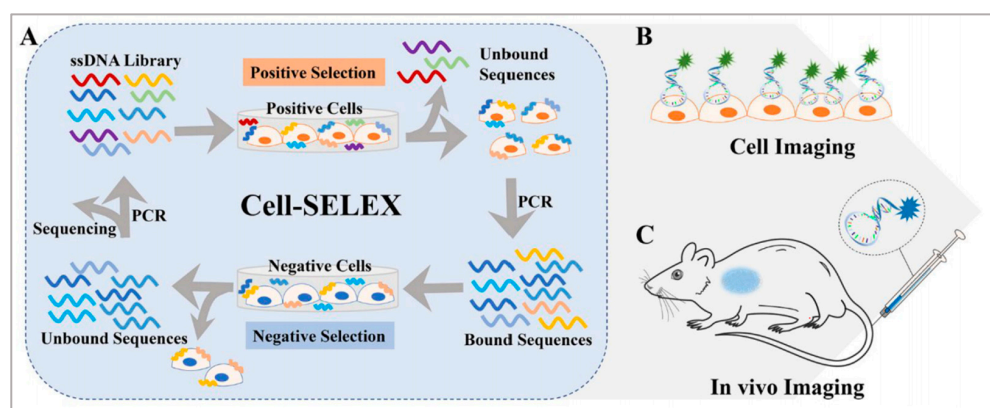 A
ssDNA Library
Positive Selection
Positive Cells
Unbound
Sequences
Cell-SELEX
PCR
Sequencing
PCR
Negative Cells
Unbound Sequences
Negative Selection
Bound Sequences
B
Cell Imaging
C
In vivo Imaging